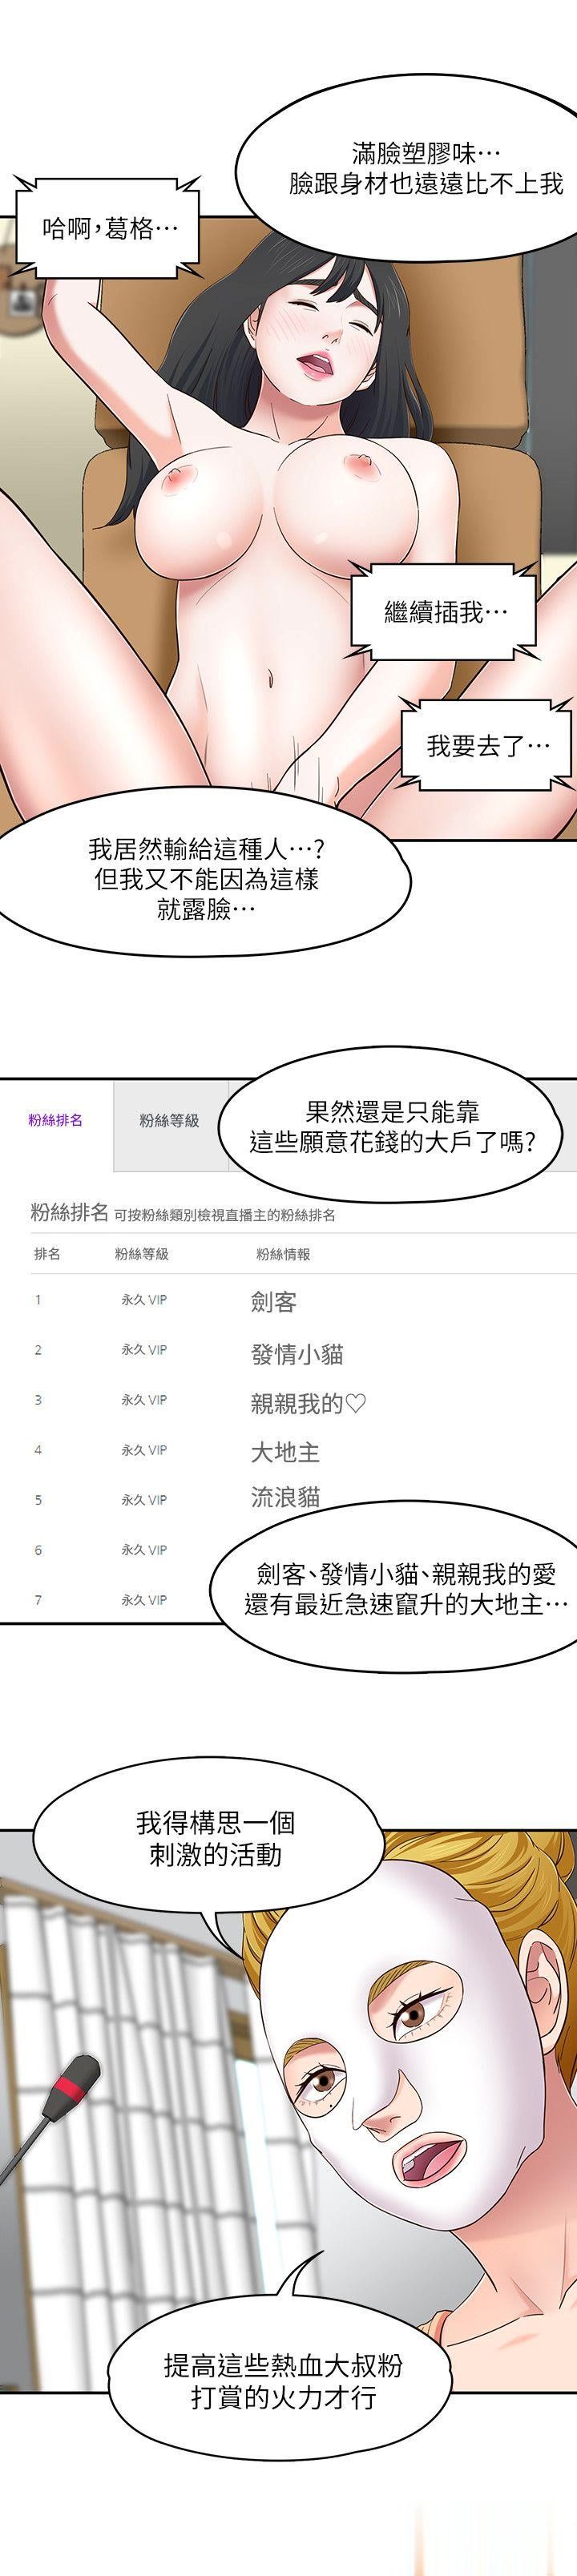 滿臉塑膠味…
臉跟身材也遠遠比不上我
哈啊，葛格…
繼續插我…
我要去了…
我居然輸給這種人…?
但我又不能因為這樣
就露臉…
果然還是只能靠
這些願意花錢的大戶了嗎?
粉絲排名 粉絲等級
粉絲排名 可按粉絲類別檢視直播主的粉絲排名
排名 粉絲等級 粉絲情報
1 永久 VIP 劍客
2 永久 VIP 發情小貓
3 永久 VIP 親親我的♡
4 永久 VIP 大地主
5 永久 VIP 流浪貓
6 永久 VIP
7 永久 VIP
劍客、發情小貓、親親我的愛
還有最近急速竄升的大地主…
我得構思一個
刺激的活動
提高這些熱血大叔粉
打賞的火力才行